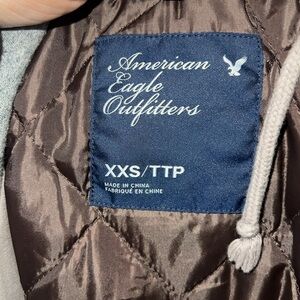 American
Eagle
Outfitters
XXS/TTP
MADE IN CHINA
FABRIQUÉ EN CHINE